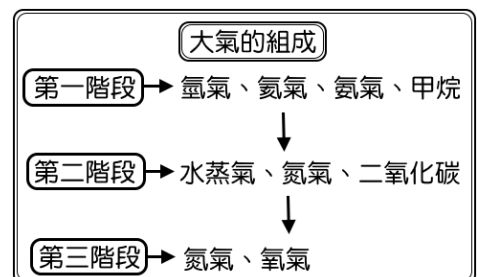 大氣的組成
第一階段 氫氣、氦氣、氨氣、甲烷
第二階段 水蒸氣、氮氣、二氧化碳
第三階段 氮氣、氧氣